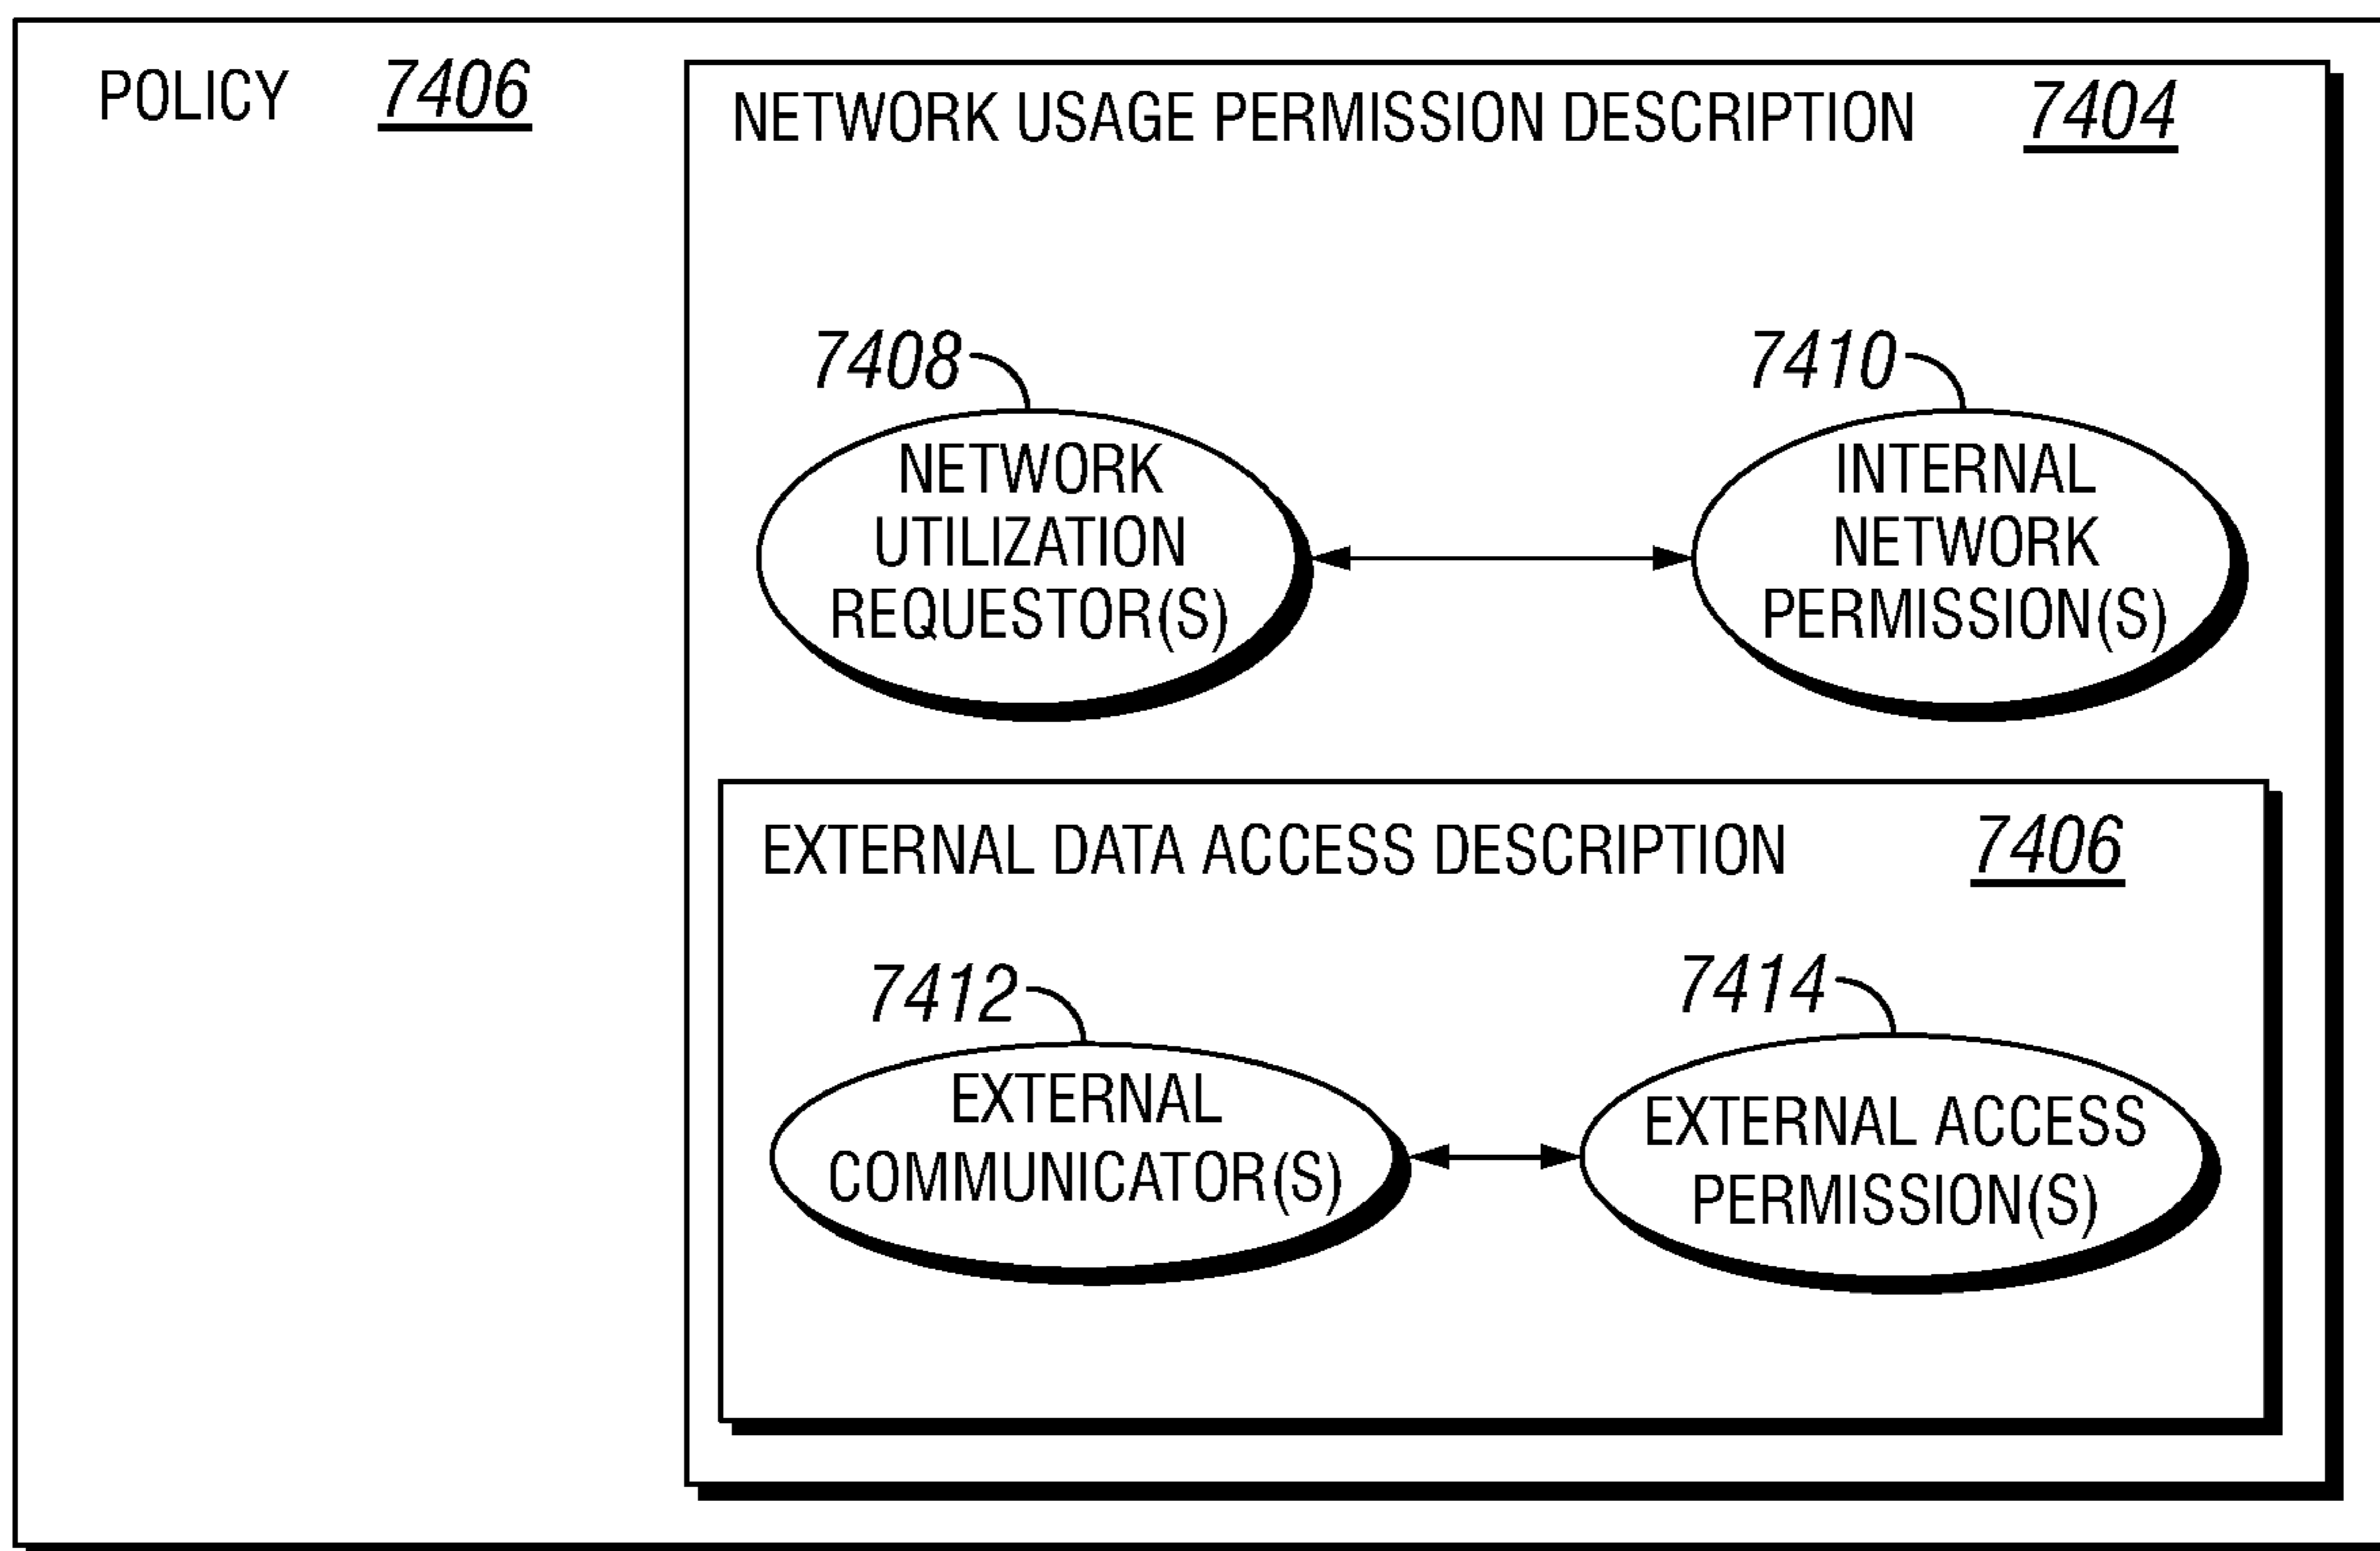 POLICY 7406
NETWORK USAGE PERMISSION DESCRIPTION 7404
7408
NETWORK
UTILIZATION
REQUESTOR(S)
7410
INTERNAL
NETWORK
PERMISSION(S)
EXTERNAL DATA ACCESS DESCRIPTION 7406
7412
EXTERNAL
COMMUNICATOR(S)
7414
EXTERNAL ACCESS
PERMISSION(S)